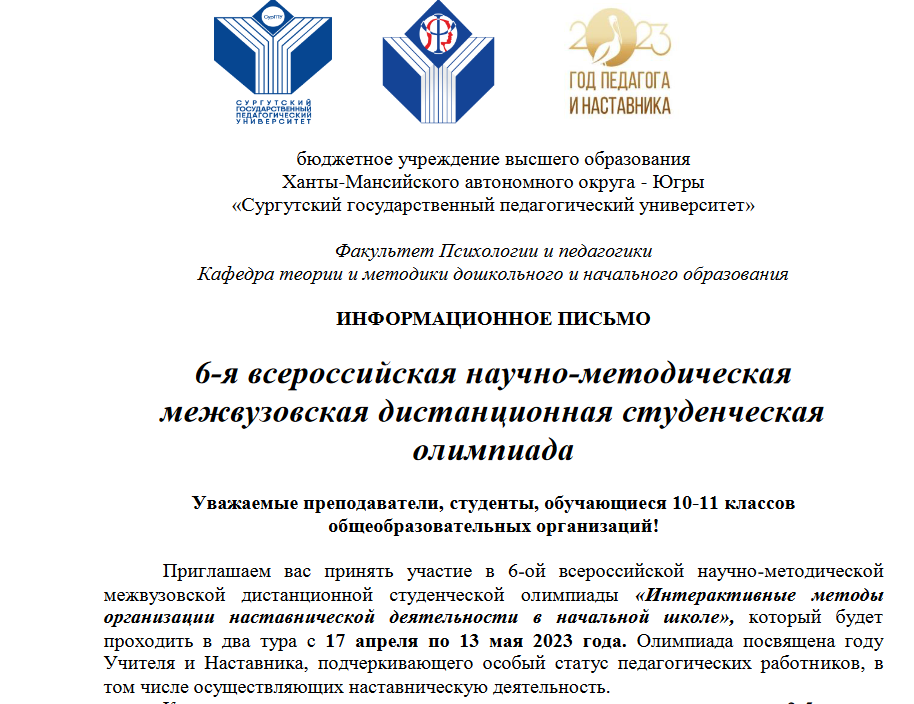 СурГПУ
СУРГУТСКИЙ
ГОСУДАРСТВЕННЫЙ
ПЕДАГОГИЧЕСКИЙ
УНИВЕРСИТЕТ
2023
ГОД ПЕДАГОГА
И НАСТАВНИКА
бюджетное учреждение высшего образования
Ханты-Мансийского автономного округа - Югры
«Сургутский государственный педагогический университет»
Факультет Психологии и педагогики
Кафедра теории и методики дошкольного и начального образования
ИНФОРМАЦИОННОЕ ПИСЬМО
6-я всероссийская научно-методическая
межвузовская дистанционная студенческая
олимпиада
Уважаемые преподаватели, студенты, обучающиеся 10-11 классов
общеобразовательных организаций!
Приглашаем вас принять участие в 6-ой всероссийской научно-методической
межвузовской дистанционной студенческой олимпиады «Интерактивные методы
организации наставнической деятельности в начальной школе», который будет
проходить в два тура с 17 апреля по 13 мая 2023 года. Олимпиада посвящена году
Учителя и Наставника, подчеркивающего особый статус педагогических работников, в
том числе осуществляющих наставническую деятельность.